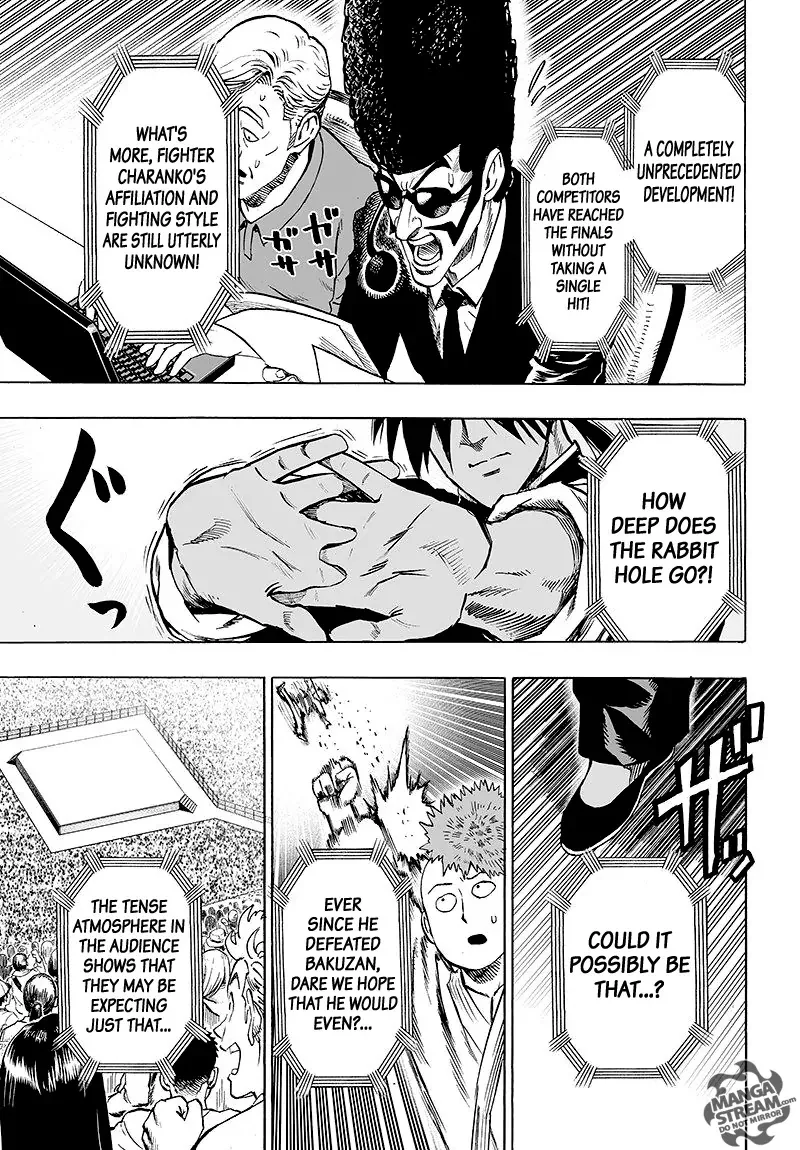 A COMPLETELY
UNPRECEDENTED
DEVELOPMENT!
BOTH
COMPETITORS
HAVE REACHED
THE FINALS
WITHOUT
TAKING A
SINGLE
HIT!
WHAT'S
MORE, FIGHTER
CHARANKO'S
AFFILIATION AND
FIGHTING STYLE
ARE STILL UTTERLY
UNKNOWN!
ガサ
ガサ
HOW
DEEP DOES
THE RABBIT
HOLE GO?!
ぐっ
ザッ
COULD IT
POSSIBLY BE
THAT...?
EVER
SINCE HE
DEFEATED
BAKUZAN,
DARE WE HOPE
THAT HE WOULD
EVEN?...
THE TENSE
ATMOSPHERE IN
THE AUDIENCE
SHOWS THAT
THEY MAY BE
EXPECTING
JUST THAT...
MANGA
STREAM.com
DO NOT MIRROR!